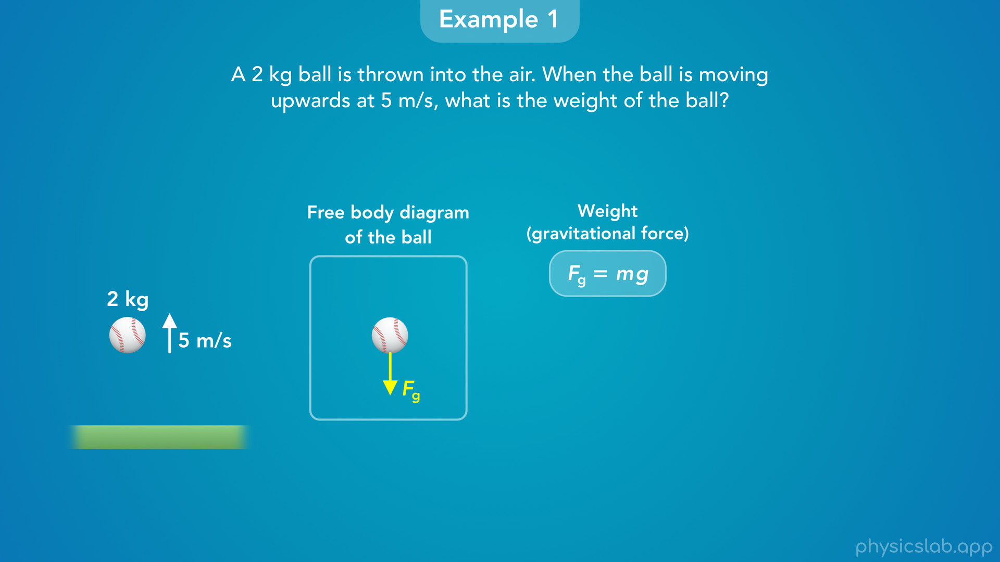 Example 1
A 2 kg ball is thrown into the air. When the ball is moving
upwards at 5 m/s, what is the weight of the ball?
Free body diagram
of the ball
Weight
(gravitational force)
Fg = mg
2 kg
5 m/s
Fg
physicslab.app